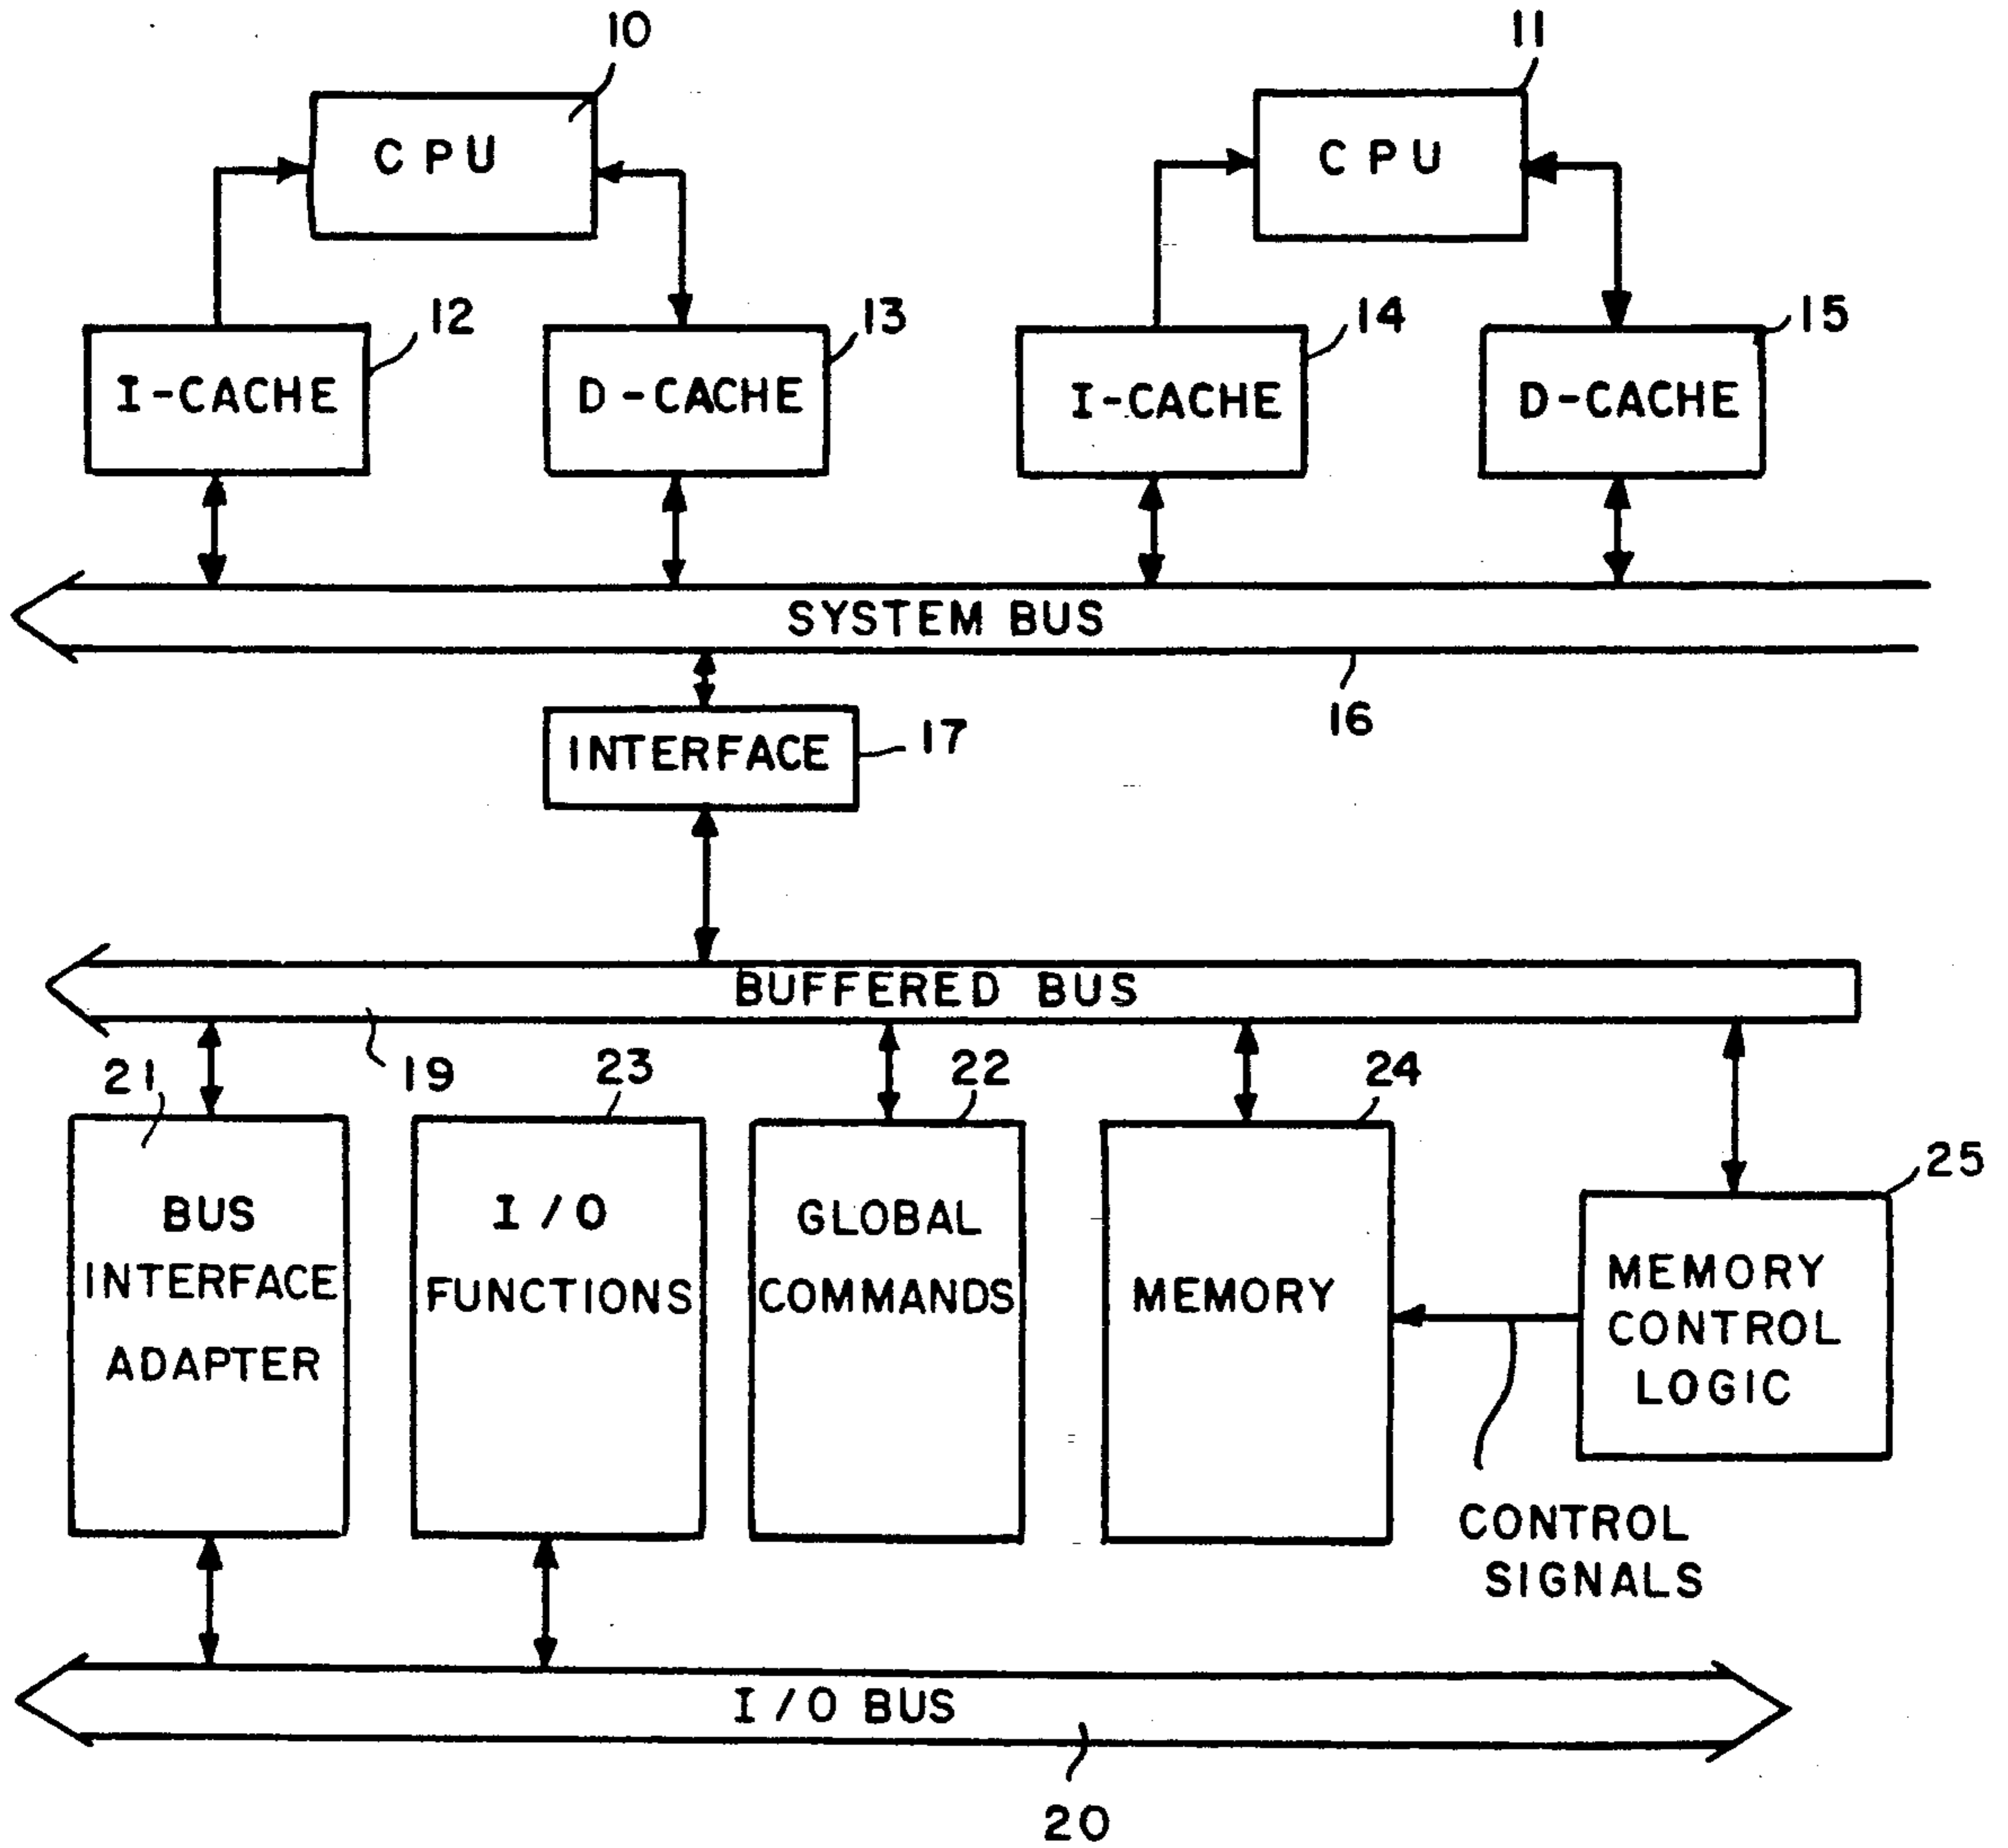 10
11
CPU
CPU
12
13
14
15
I-CACHE
D-CACHE
I-CACHE
D-CACHE
SYSTEM BUS
16
INTERFACE
17
BUFFERED BUS
19
21
23
22
24
25
BUS
INTERFACE
ADAPTER
I/O
FUNCTIONS
GLOBAL
COMMANDS
MEMORY
MEMORY
CONTROL
LOGIC
CONTROL
SIGNALS
I/O BUS
20